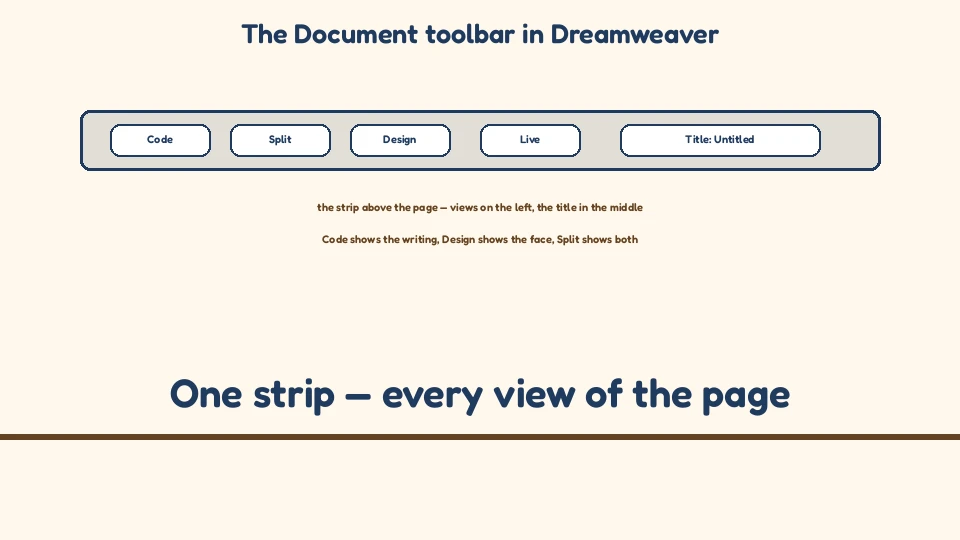 The Document toolbar in Dreamweaver
Code Split Design Live Title: Untitled
the strip above the page — views on the left, the title in the middle
Code shows the writing, Design shows the face, Split shows both
One strip — every view of the page